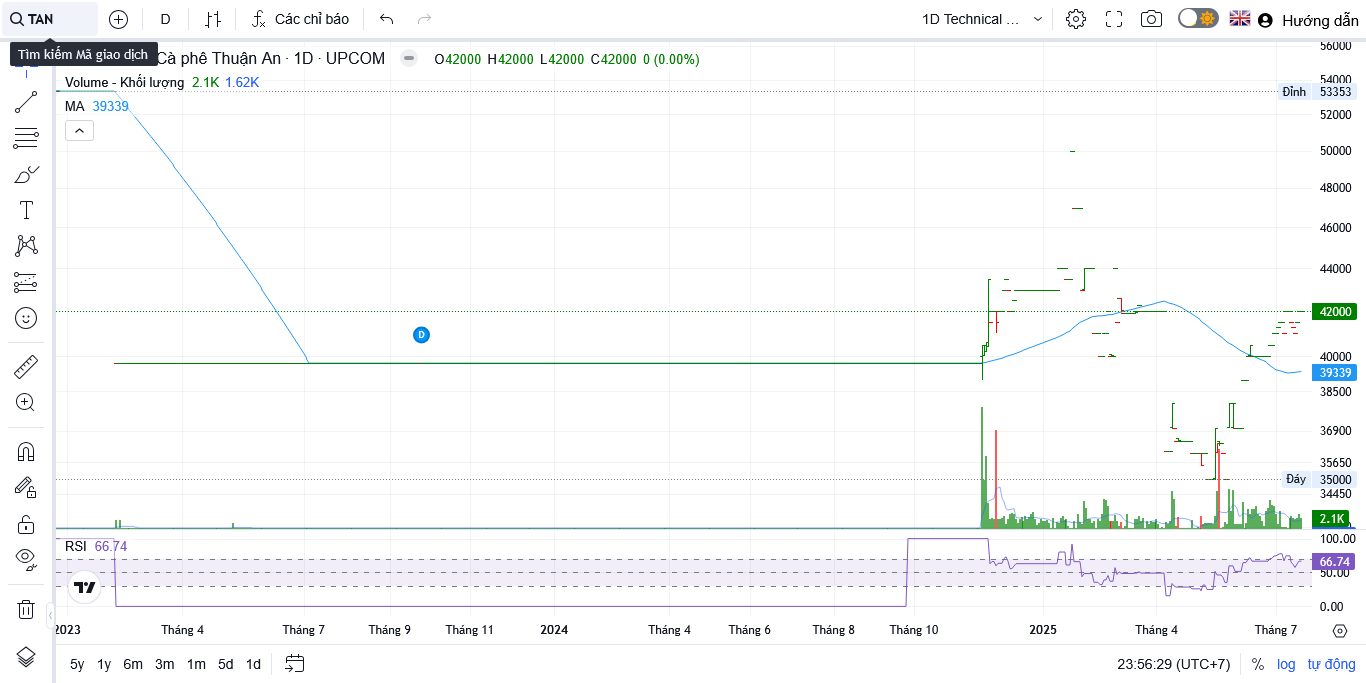 TAN
D
Các chỉ báo
1D Technical ...
Hướng dẫn
Tìm kiếm Mã giao dịch
Cà phê Thuận An · 1D · UPCOM
O42000 H42000 L42000 C42000 0 (0.00%)
Volume - Khối lượng 2.1K 1.62K
MA 39339
56000
54000
Đỉnh 53353
52000
50000
48000
46000
44000
42000
D
40000
39339
38500
36900
35650
Đáy 35000
34450
2.1K
RSI 66.74
100.00
66.74
50.00
0.00
2023
Tháng 4
Tháng 7
Tháng 9
Tháng 11
2024
Tháng 4
Tháng 6
Tháng 8
Tháng 10
2025
Tháng 4
Tháng 7
5y 1y 6m 3m 1m 5d 1d
23:56:29 (UTC+7)
% log tự động